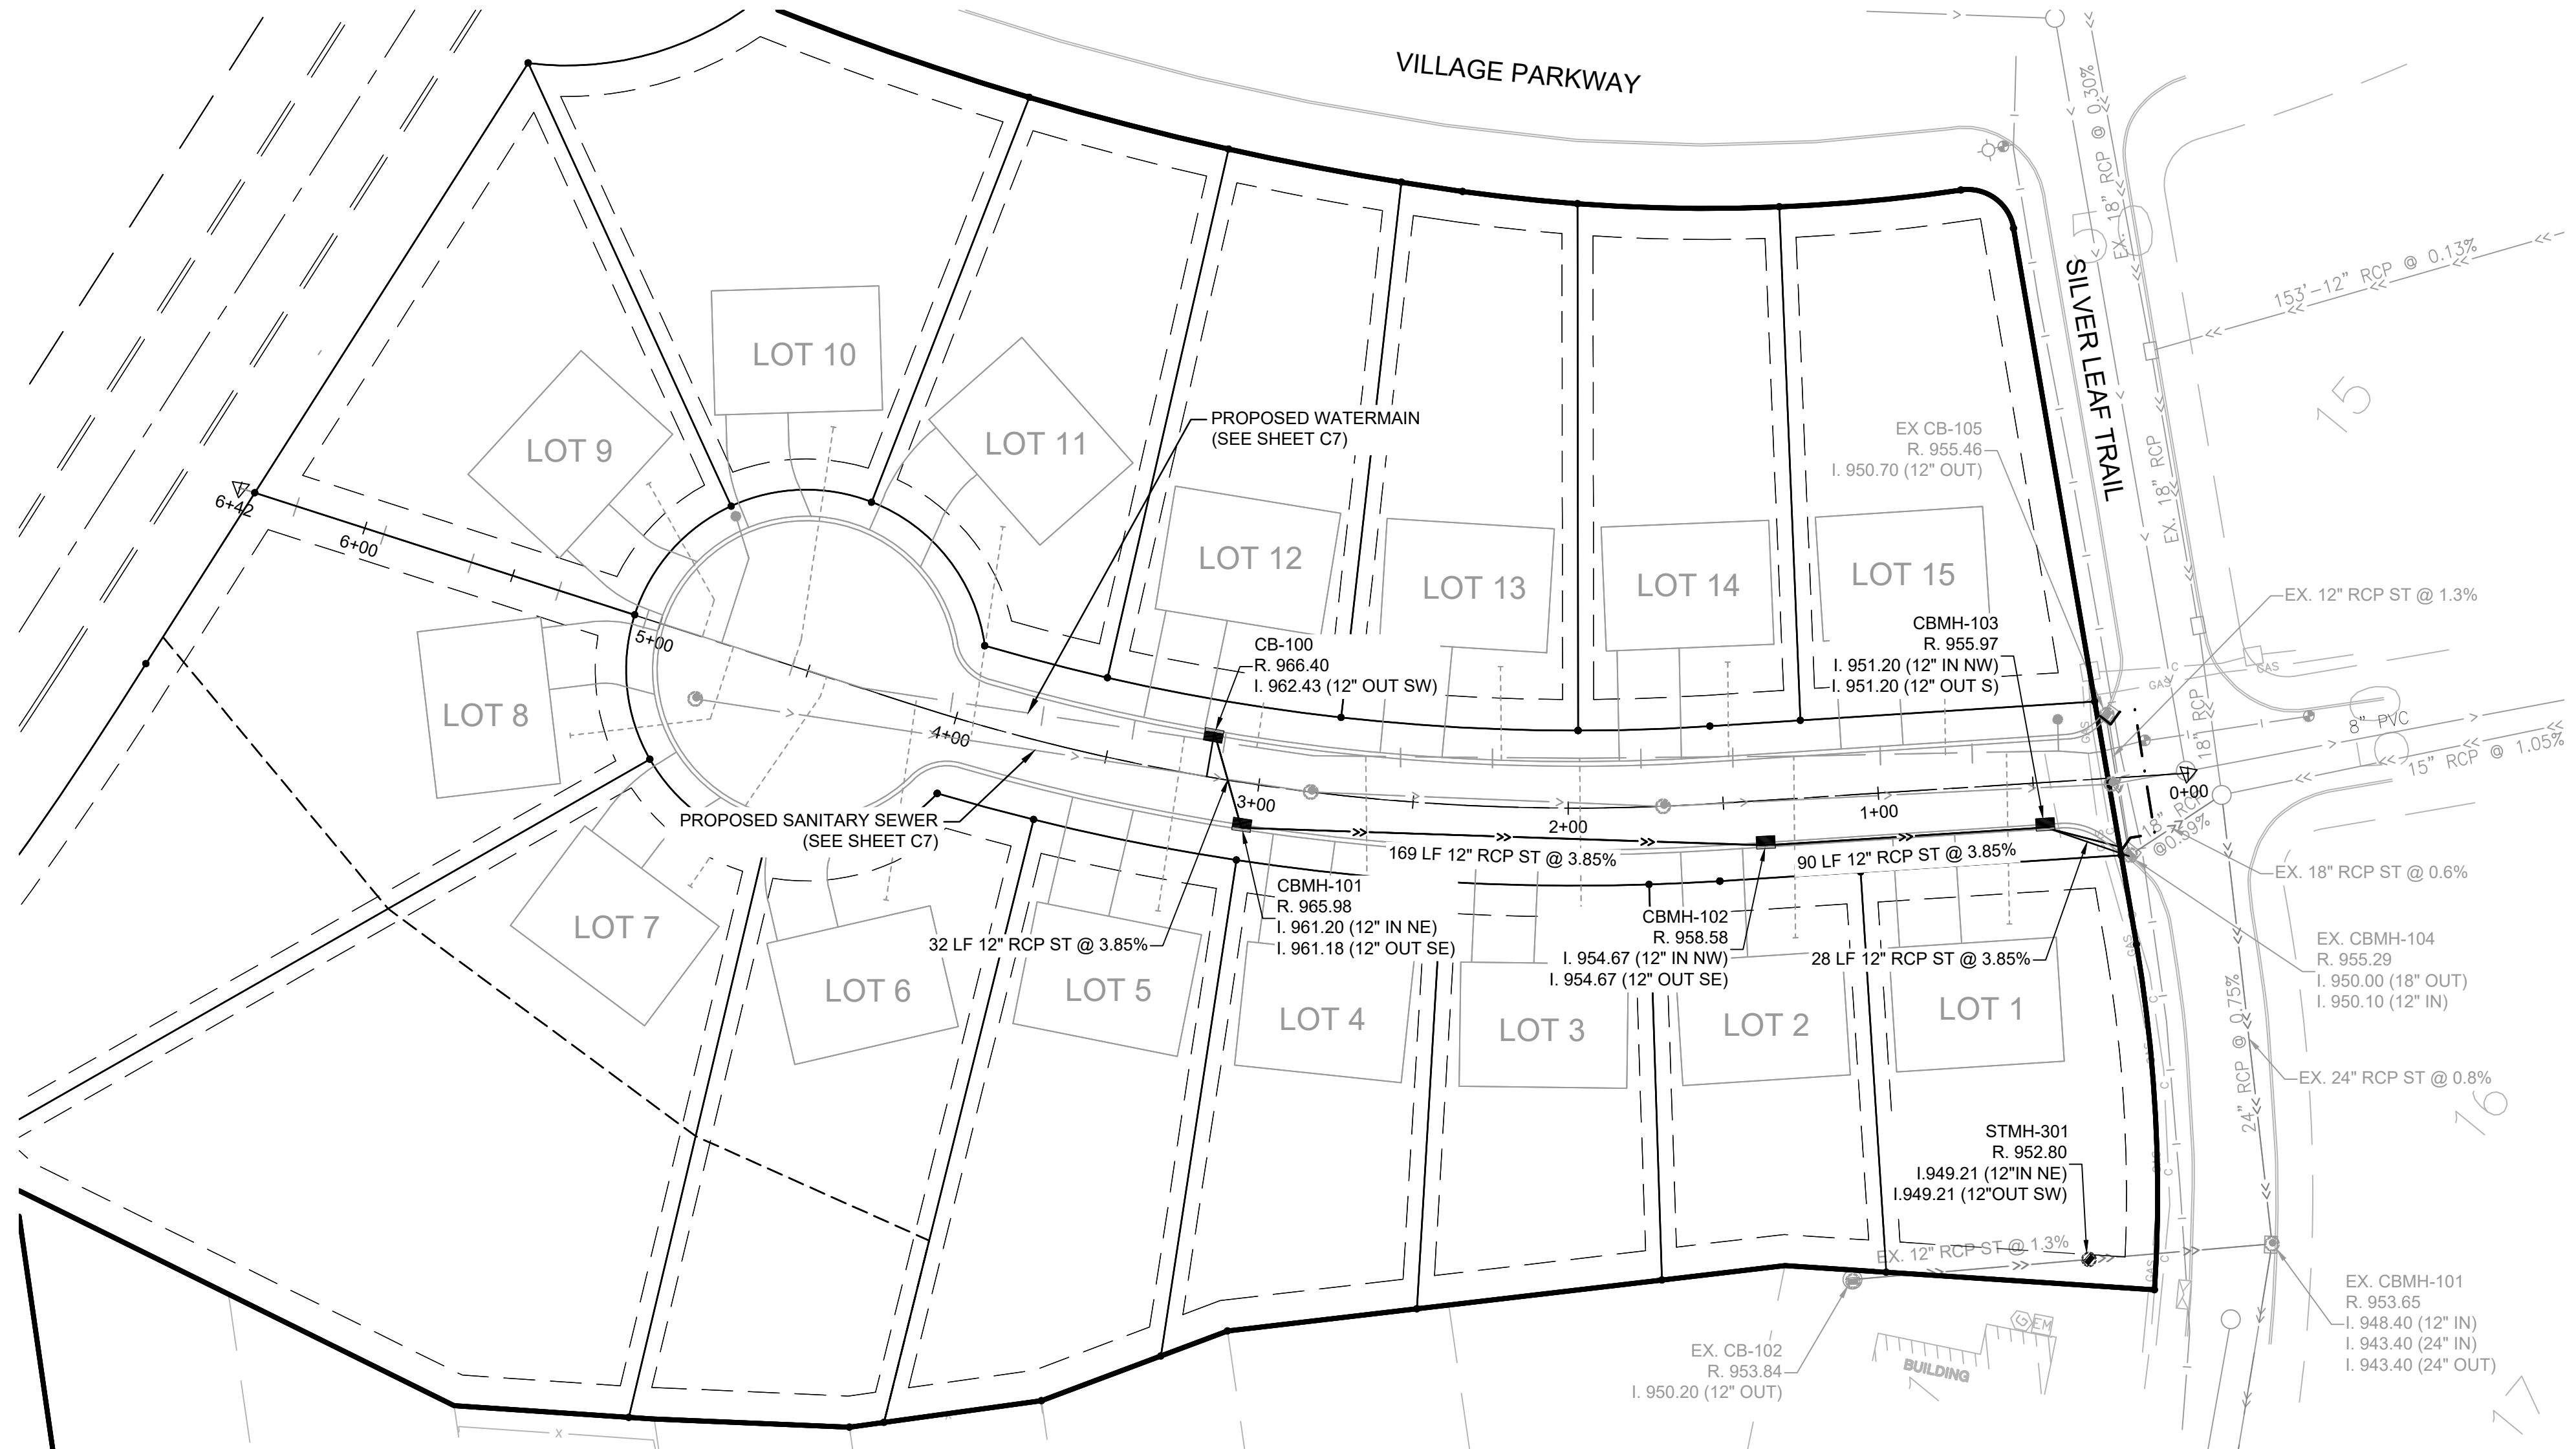 VILLAGE PARKWAY
SILVER LEAF TRAIL
EX. 18" RCP @ 0.30%
50
153'-12" RCP @ 0.13%
15
EX. 18" RCP
LOT 10
LOT 9
LOT 11
PROPOSED WATERMAIN
(SEE SHEET C7)
EX CB-105
R. 955.46
I. 950.70 (12" OUT)
6+42
6+00
5+00
4+00
3+00
2+00
1+00
0+00
LOT 12
LOT 13
LOT 14
LOT 15
EX. 12" RCP ST @ 1.3%
CB-100
R. 966.40
I. 962.43 (12" OUT SW)
CBMH-103
R. 955.97
I. 951.20 (12" IN NW)
I. 951.20 (12" OUT S)
C
GAS
GAS
GAS
18" RCP
8" PVC
15" RCP @ 1.05%
18" RCP
@0.59%
LOT 8
PROPOSED SANITARY SEWER
(SEE SHEET C7)
169 LF 12" RCP ST @ 3.85%
90 LF 12" RCP ST @ 3.85%
EX. 18" RCP ST @ 0.6%
CBMH-101
R. 965.98
I. 961.20 (12" IN NE)
I. 961.18 (12" OUT SE)
32 LF 12" RCP ST @ 3.85%
CBMH-102
R. 958.58
I. 954.67 (12" IN NW)
I. 954.67 (12" OUT SE)
28 LF 12" RCP ST @ 3.85%
EX. CBMH-104
R. 955.29
I. 950.00 (18" OUT)
I. 950.10 (12" IN)
LOT 7
LOT 6
LOT 5
LOT 4
LOT 3
LOT 2
LOT 1
24" RCP @ 0.75%
EX. 24" RCP ST @ 0.8%
16
STMH-301
R. 952.80
I.949.21 (12"IN NE)
I.949.21 (12"OUT SW)
EX. 12" RCP ST @ 1.3%
EX. CBMH-101
R. 953.65
I. 948.40 (12" IN)
I. 943.40 (24" IN)
I. 943.40 (24" OUT)
EX. CB-102
R. 953.84
I. 950.20 (12" OUT)
G
EM
BUILDING
17
X